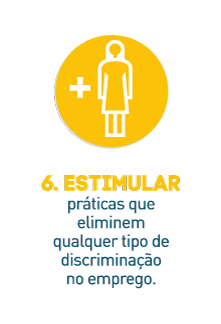 6. ESTIMULAR
práticas que
eliminem
qualquer tipo de
discriminação
no emprego.